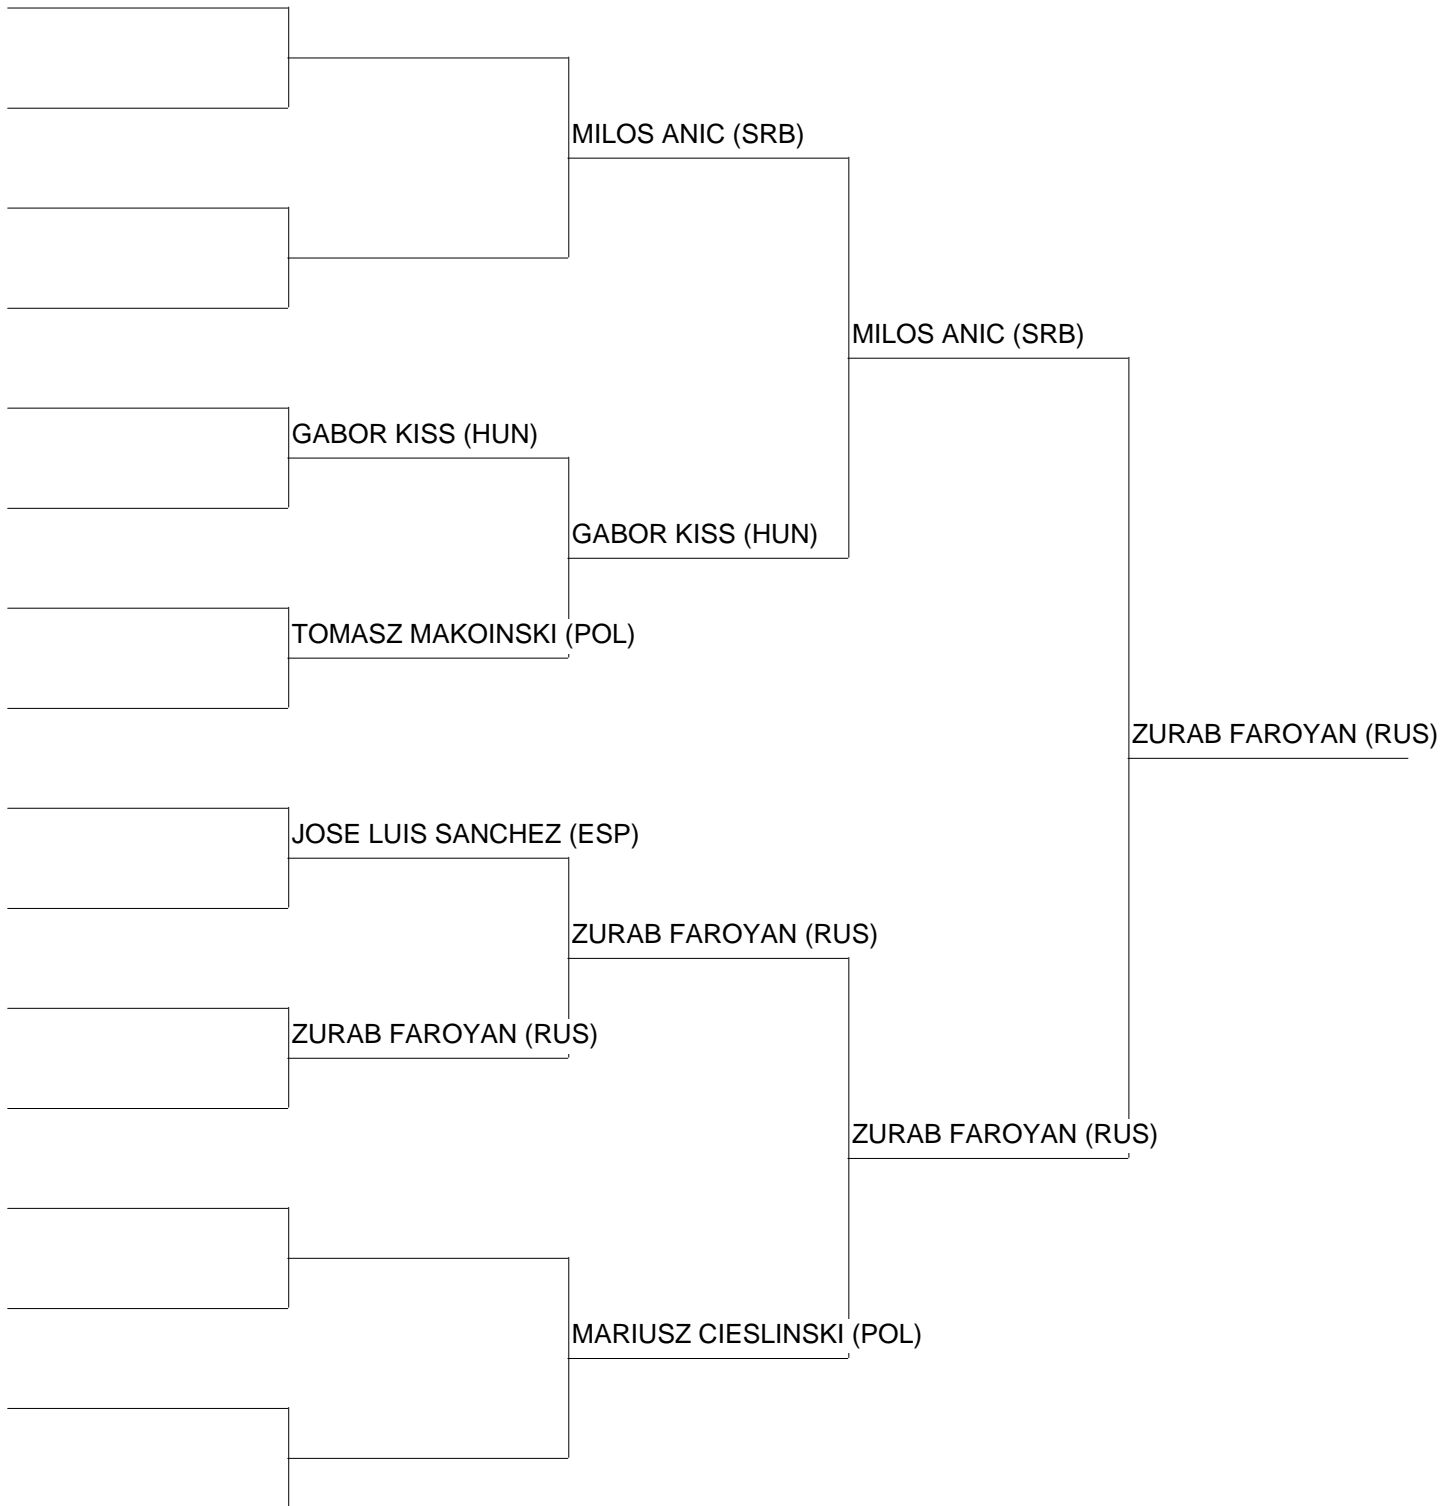 MILOS ANIC (SRB)
MILOS ANIC (SRB)
GABOR KISS (HUN)
GABOR KISS (HUN)
TOMASZ MAKOINSKI (POL)
ZURAB FAROYAN (RUS)
JOSE LUIS SANCHEZ (ESP)
ZURAB FAROYAN (RUS)
ZURAB FAROYAN (RUS)
ZURAB FAROYAN (RUS)
MARIUSZ CIESLINSKI (POL)